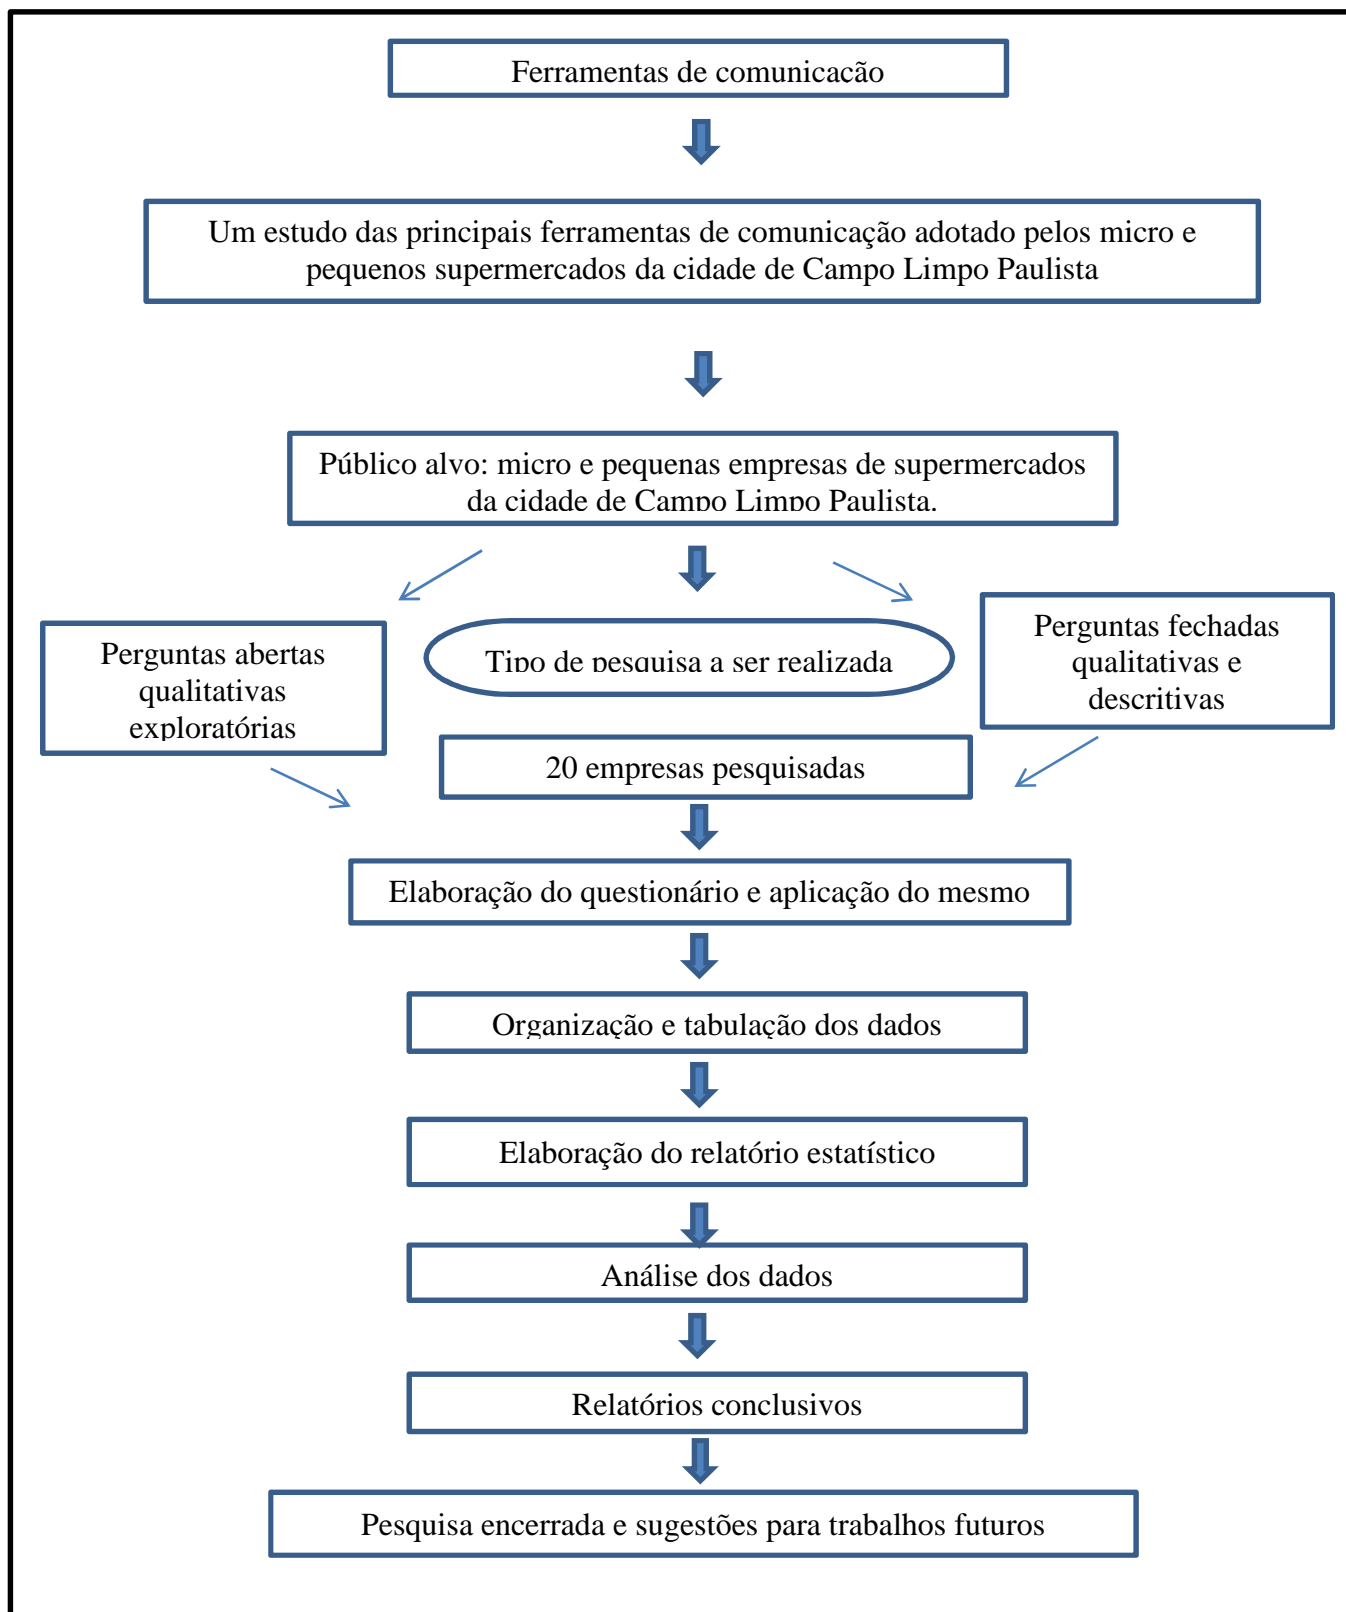 Ferramentas de comunicacão
Um estudo das principais ferramentas de comunicação adotado pelos micro e
pequenos supermercados da cidade de Campo Limpo Paulista
Público alvo: micro e pequenas empresas de supermercados
da cidade de Campo Limpo Paulista.
Perguntas abertas
qualitativas
exploratórias
Tipo de pesquisa a ser realizada
Perguntas fechadas
qualitativas e
descritivas
20 empresas pesquisadas
Elaboração do questionário e aplicação do mesmo
Organização e tabulação dos dados
Elaboração do relatório estatístico
Análise dos dados
Relatórios conclusivos
Pesquisa encerrada e sugestões para trabalhos futuros